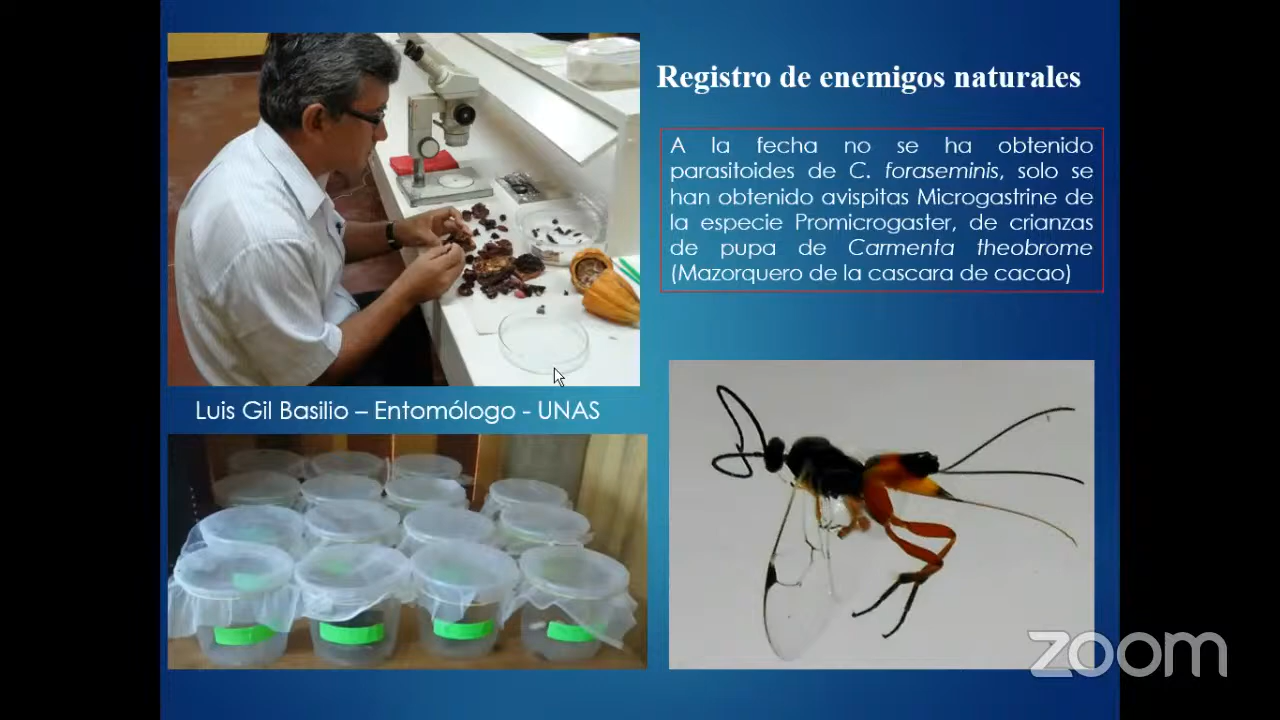 Registro de enemigos naturales
A la fecha no se ha obtenido
parasitoides de C. foraseminis, solo se
han obtenido avispitas Microgastrine de
la especie Promicrogaster, de crianzas
de pupa de Carmenta theobrome
(Mazorquero de la cascara de cacao)
Luis Gil Basilio – Entomólogo - UNAS
zoom